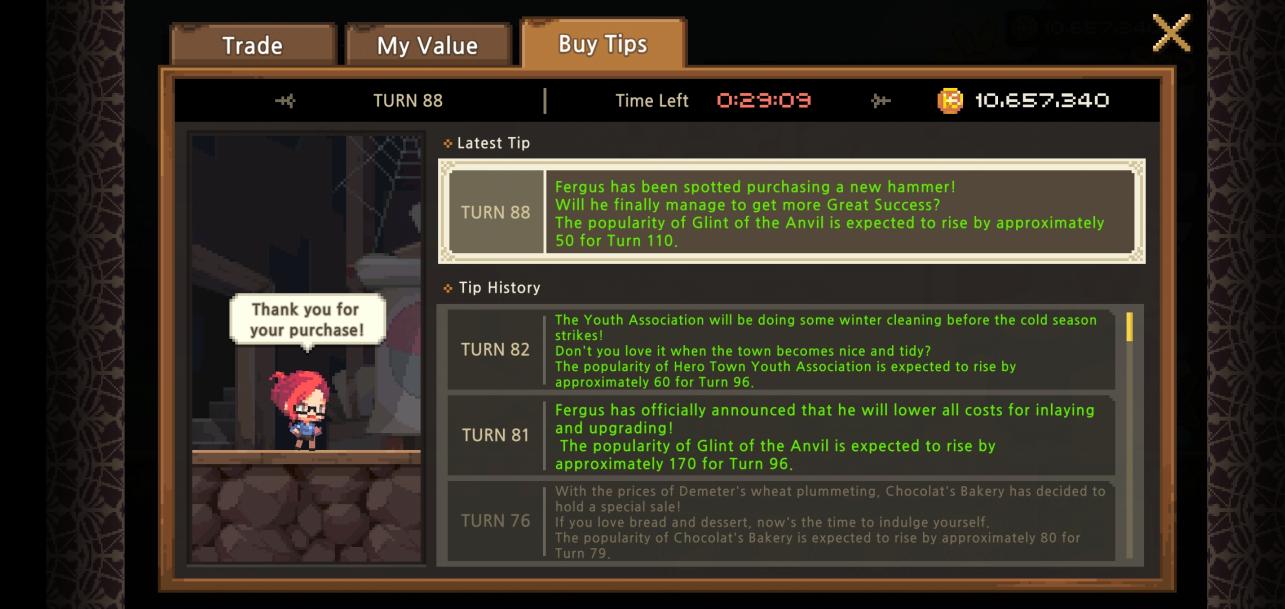 Trade
My Value
Buy Tips
TURN 88
Time Left
0:29:09
10,657,340
Latest Tip
TURN 88
Fergus has been spotted purchasing a new hammer!
Will he finally manage to get more Great Success?
The popularity of Glint of the Anvil is expected to rise by approximately
50 for Turn 110.
Tip History
TURN 82
The Youth Association will be doing some winter cleaning before the cold season
strikes!
Don't you love it when the town becomes nice and tidy?
The popularity of Hero Town Youth Association is expected to rise by
approximately 60 for Turn 96.
TURN 81
Fergus has officially announced that he will lower all costs for inlaying
and upgrading!
The popularity of Glint of the Anvil is expected to rise by
approximately 170 for Turn 96.
TURN 76
With the prices of Demeter's wheat plummeting, Chocolat's Bakery has decided to
hold a special sale!
If you love bread and dessert, now's the time to indulge yourself.
The popularity of Chocolat's Bakery is expected to rise by approximately 80 for
Turn 79.
Thank you for
your purchase!